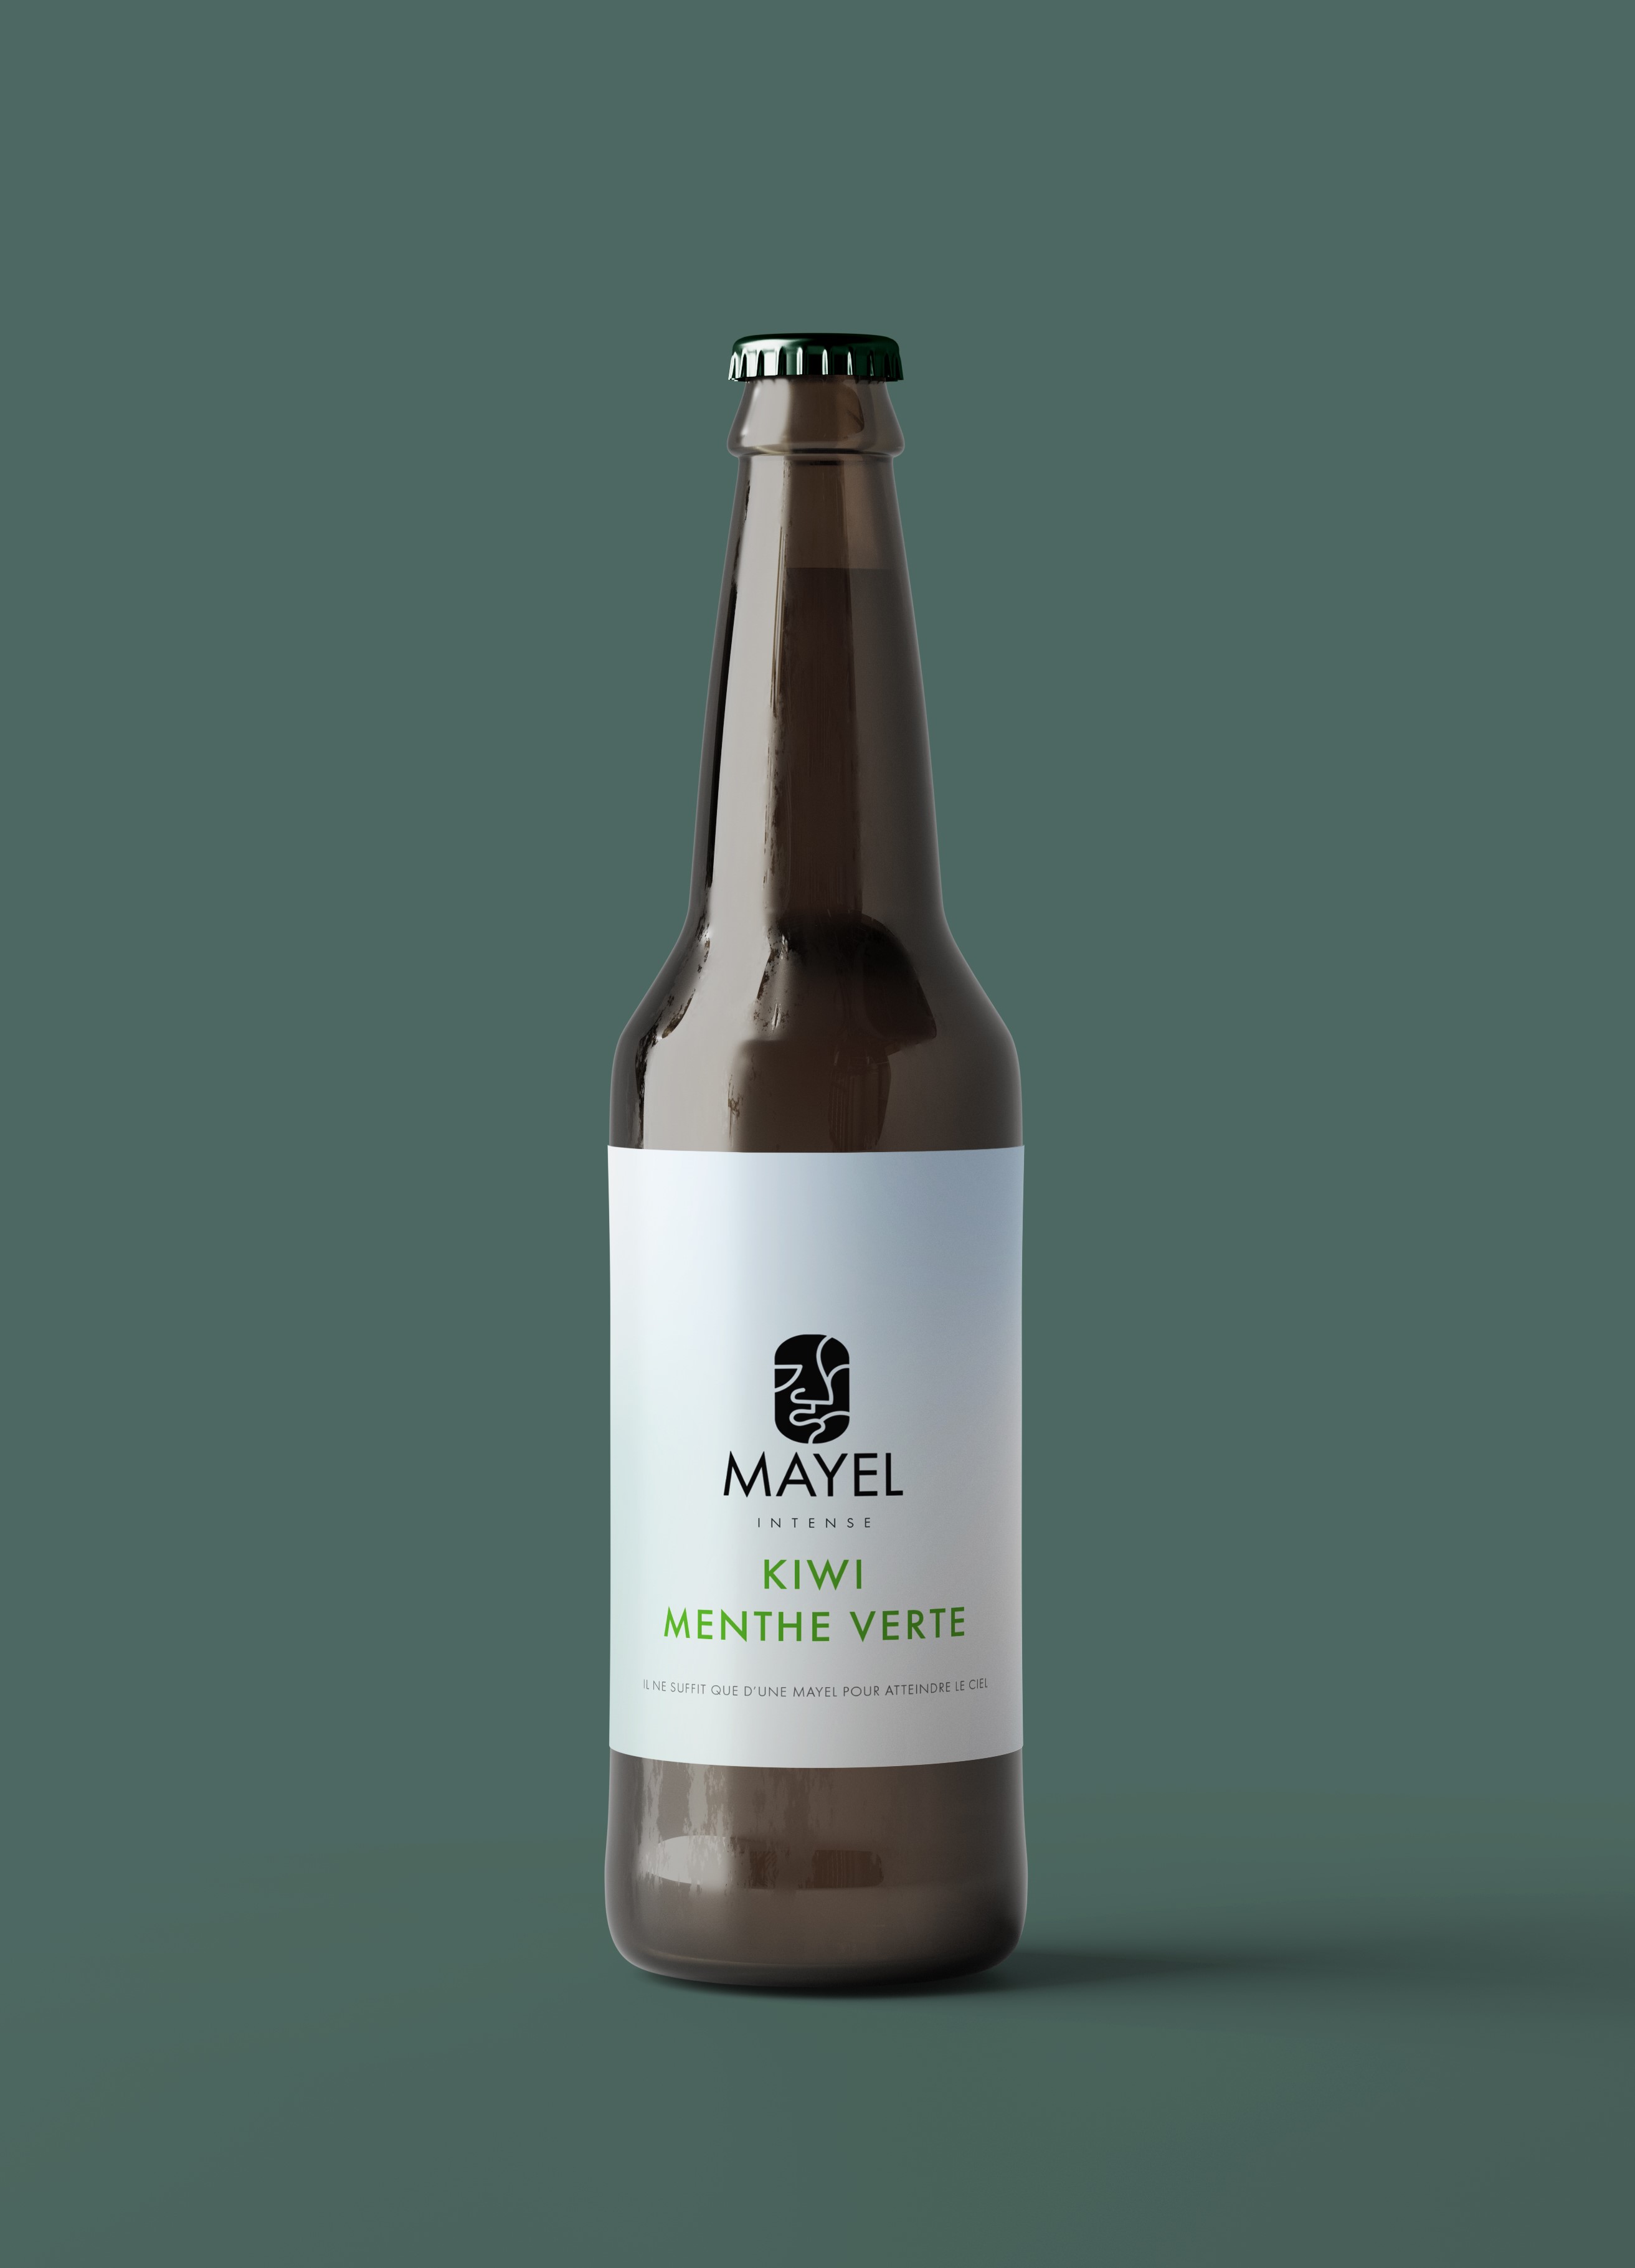 MAYEL
INTENSE
KIWI
MENTHE VERTE
IL NE SUFFIT QUE D'UNE MAYEL POUR ATTEINDRE LE CIEL